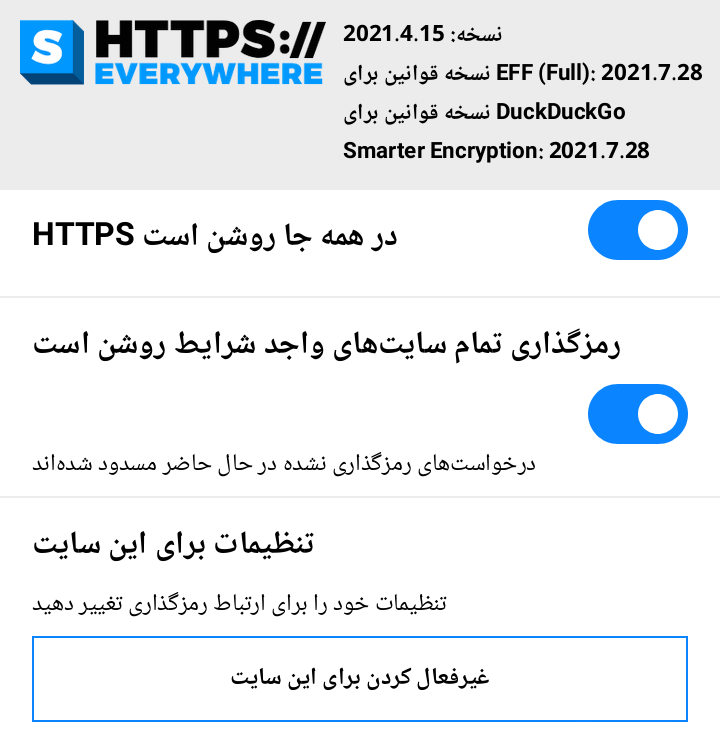 HTTPS://
EVERYWHERE
نسخه: 2021.4.15
نسخه قوانین برای EFF (Full): 2021.7.28
نسخه قوانین برای DuckDuckGo
Smarter Encryption: 2021.7.28
HTTPS در همه جا روشن است
رمزگذاری تمام سایت‌های واجد شرایط روشن است
درخواست‌های رمزگذاری نشده در حال حاضر مسدود شده‌اند
تنظیمات برای این سایت
تنظیمات خود را برای ارتباط رمزگذاری تغییر دهید
غیرفعال کردن برای این سایت